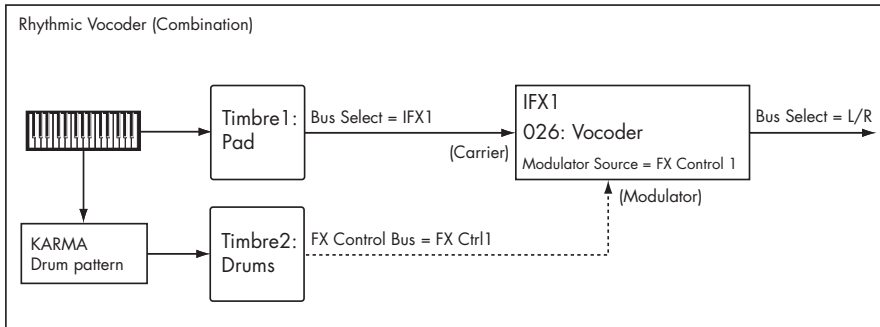 Rhythmic Vocoder (Combination)
Timbre1:
Pad
Bus Select = IFX1
(Carrier)
IFX1
026: Vocoder
Modulator Source = FX Control 1
Bus Select = L/R
(Modulator)
KARMA
Drum pattern
Timbre2:
Drums
FX Control Bus = FX Ctrl1